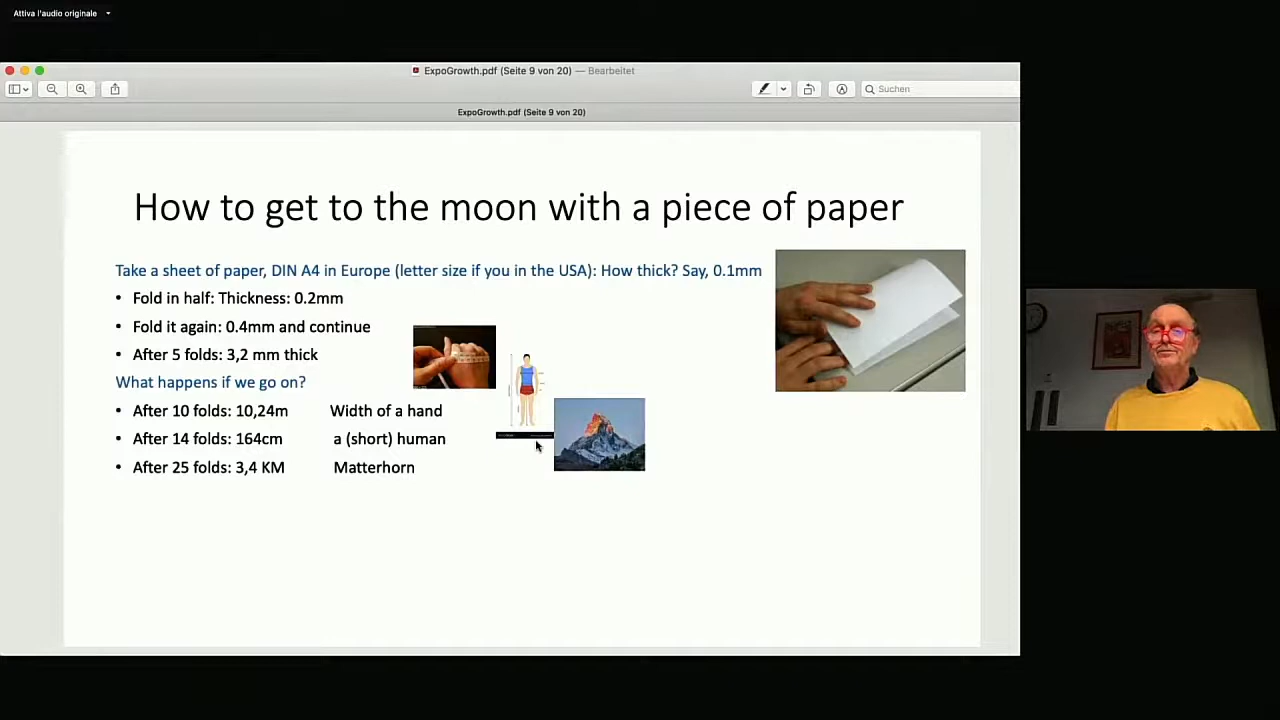 Attiva l'audio originale
ExpoGrowth.pdf (Seite 9 von 20) — Bearbeitet
Suchen
ExpoGrowth.pdf (Seite 9 von 20)
How to get to the moon with a piece of paper
Take a sheet of paper, DIN A4 in Europe (letter size if you in the USA): How thick? Say, 0.1mm
• Fold in half: Thickness: 0.2mm
• Fold it again: 0.4mm and continue
• After 5 folds: 3,2 mm thick
What happens if we go on?
• After 10 folds: 10,24m Width of a hand
• After 14 folds: 164cm a (short) human
• After 25 folds: 3,4 KM Matterhorn